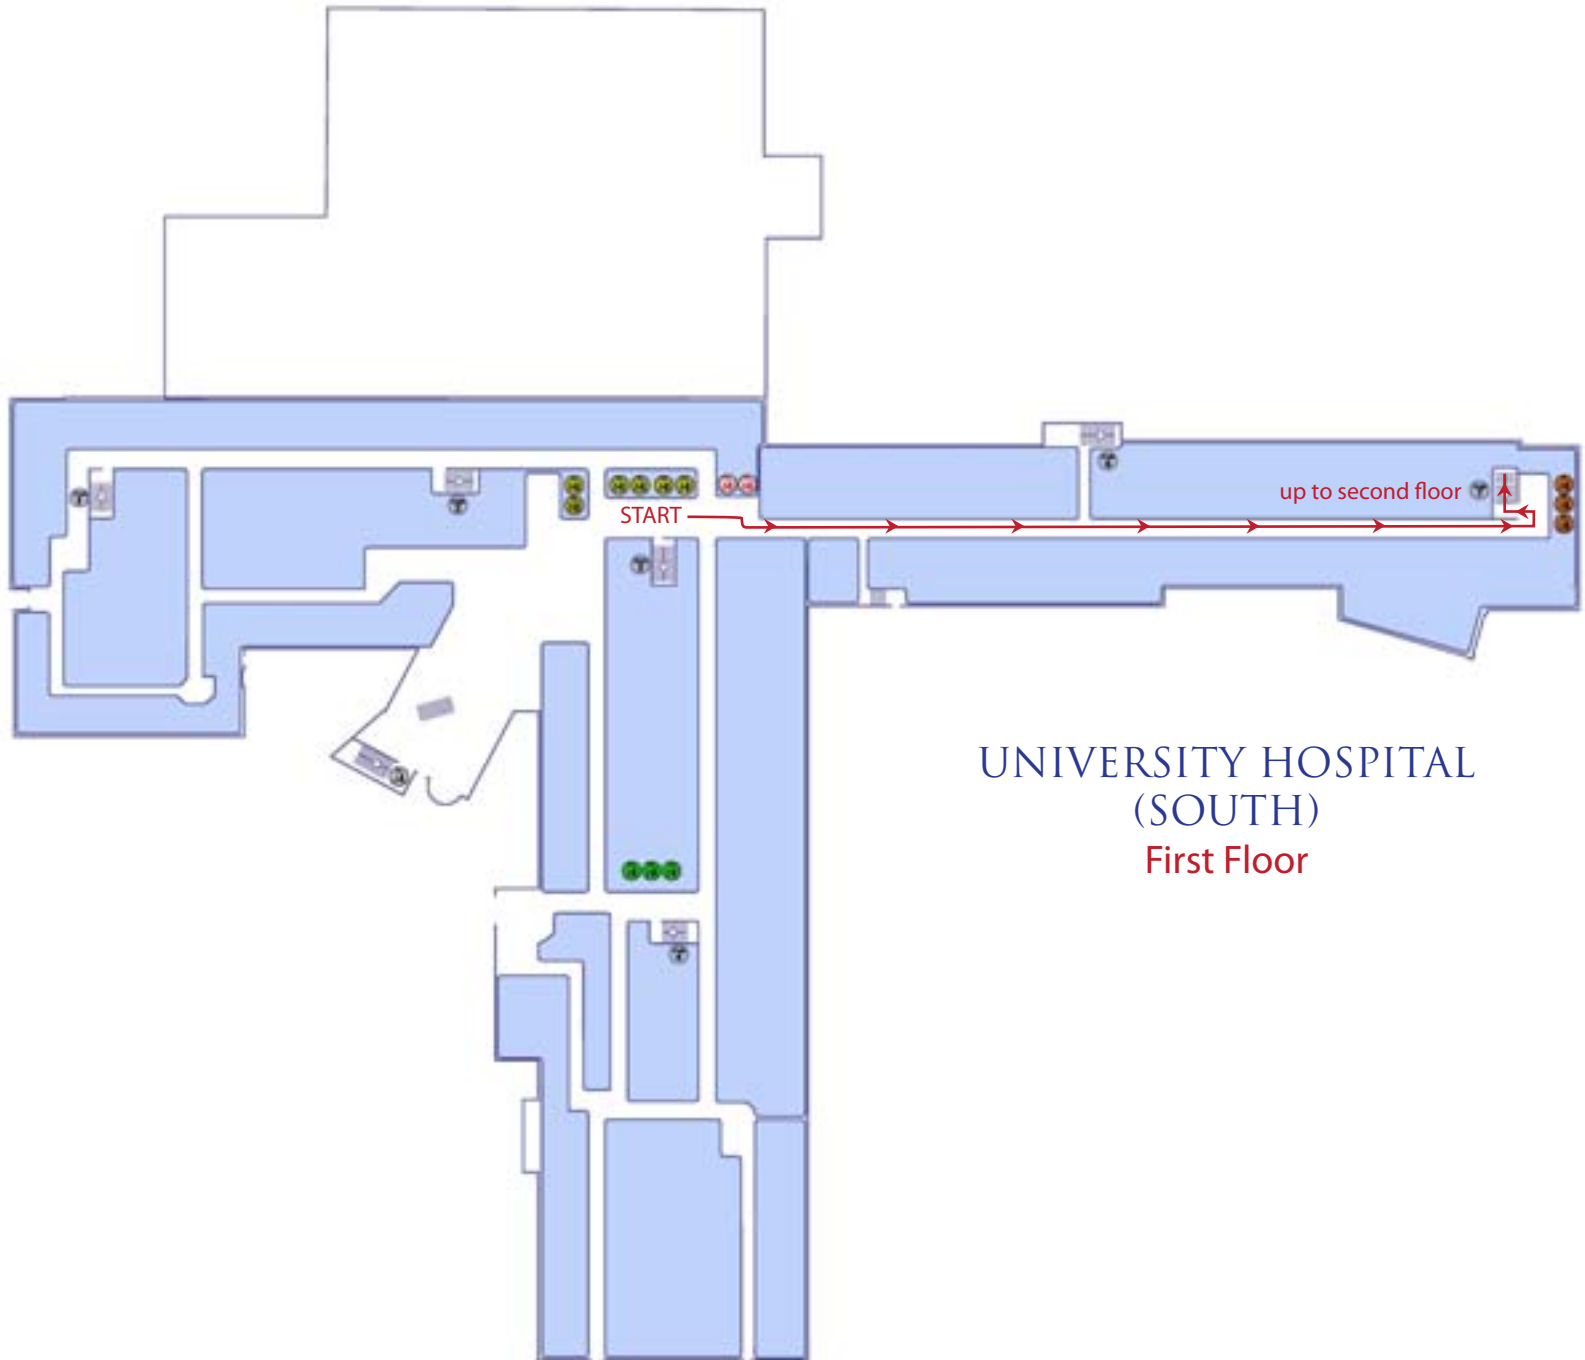 up to second floor
START
UNIVERSITY HOSPITAL
(SOUTH)
First Floor